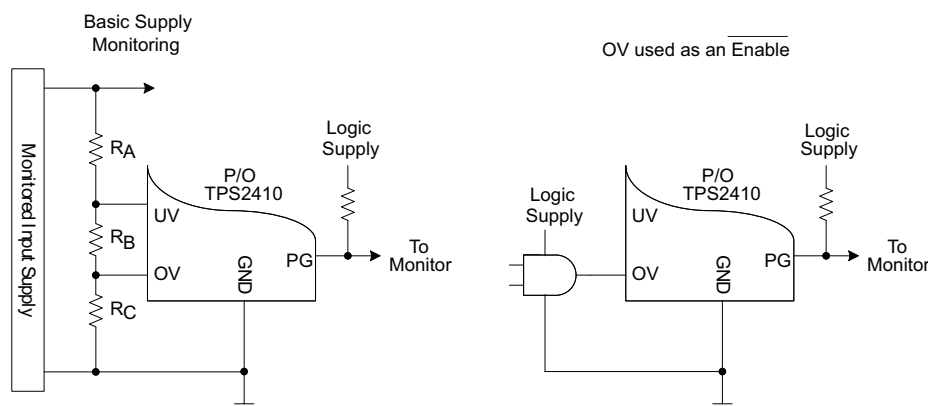 Basic Supply
Monitoring
Monitored Input Supply
RA
RB
RC
P/O
TPS2410
UV
OV
GND
PG
Logic
Supply
To
Monitor
OV used as an Enable
Logic
Supply
P/O
TPS2410
UV
OV
GND
PG
Logic
Supply
To
Monitor